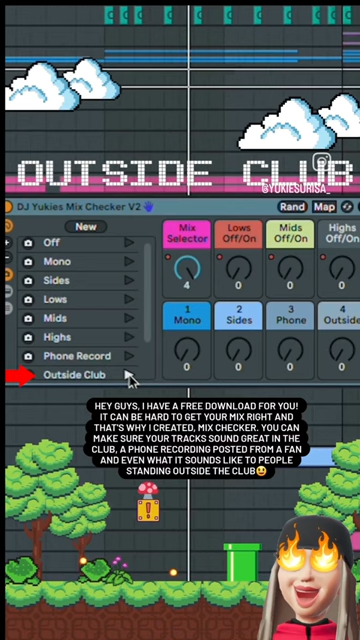 OUTSIDE CLUB
@YUKIESURISA_
DJ Yukies Mix Checker V2
Rand
Map
New
Off
Mono
Sides
Lows
Mids
Highs
Phone Record
Outside Club
Mix Selector
Lows Off/On
Mids Off/On
Highs Off/On
4
0
0
0
1 Mono
2 Sides
3 Phone
4 Outside
0
0
0
0
HEY GUYS, I HAVE A FREE DOWNLOAD FOR YOU!
IT CAN BE HARD TO GET YOUR MIX RIGHT AND
THAT'S WHY I CREATED, MIX CHECKER. YOU CAN
MAKE SURE YOUR TRACKS SOUND GREAT IN THE
CLUB, A PHONE RECORDING POSTED FROM A FAN
AND EVEN WHAT IT SOUNDS LIKE TO PEOPLE
STANDING OUTSIDE THE CLUB😉
!